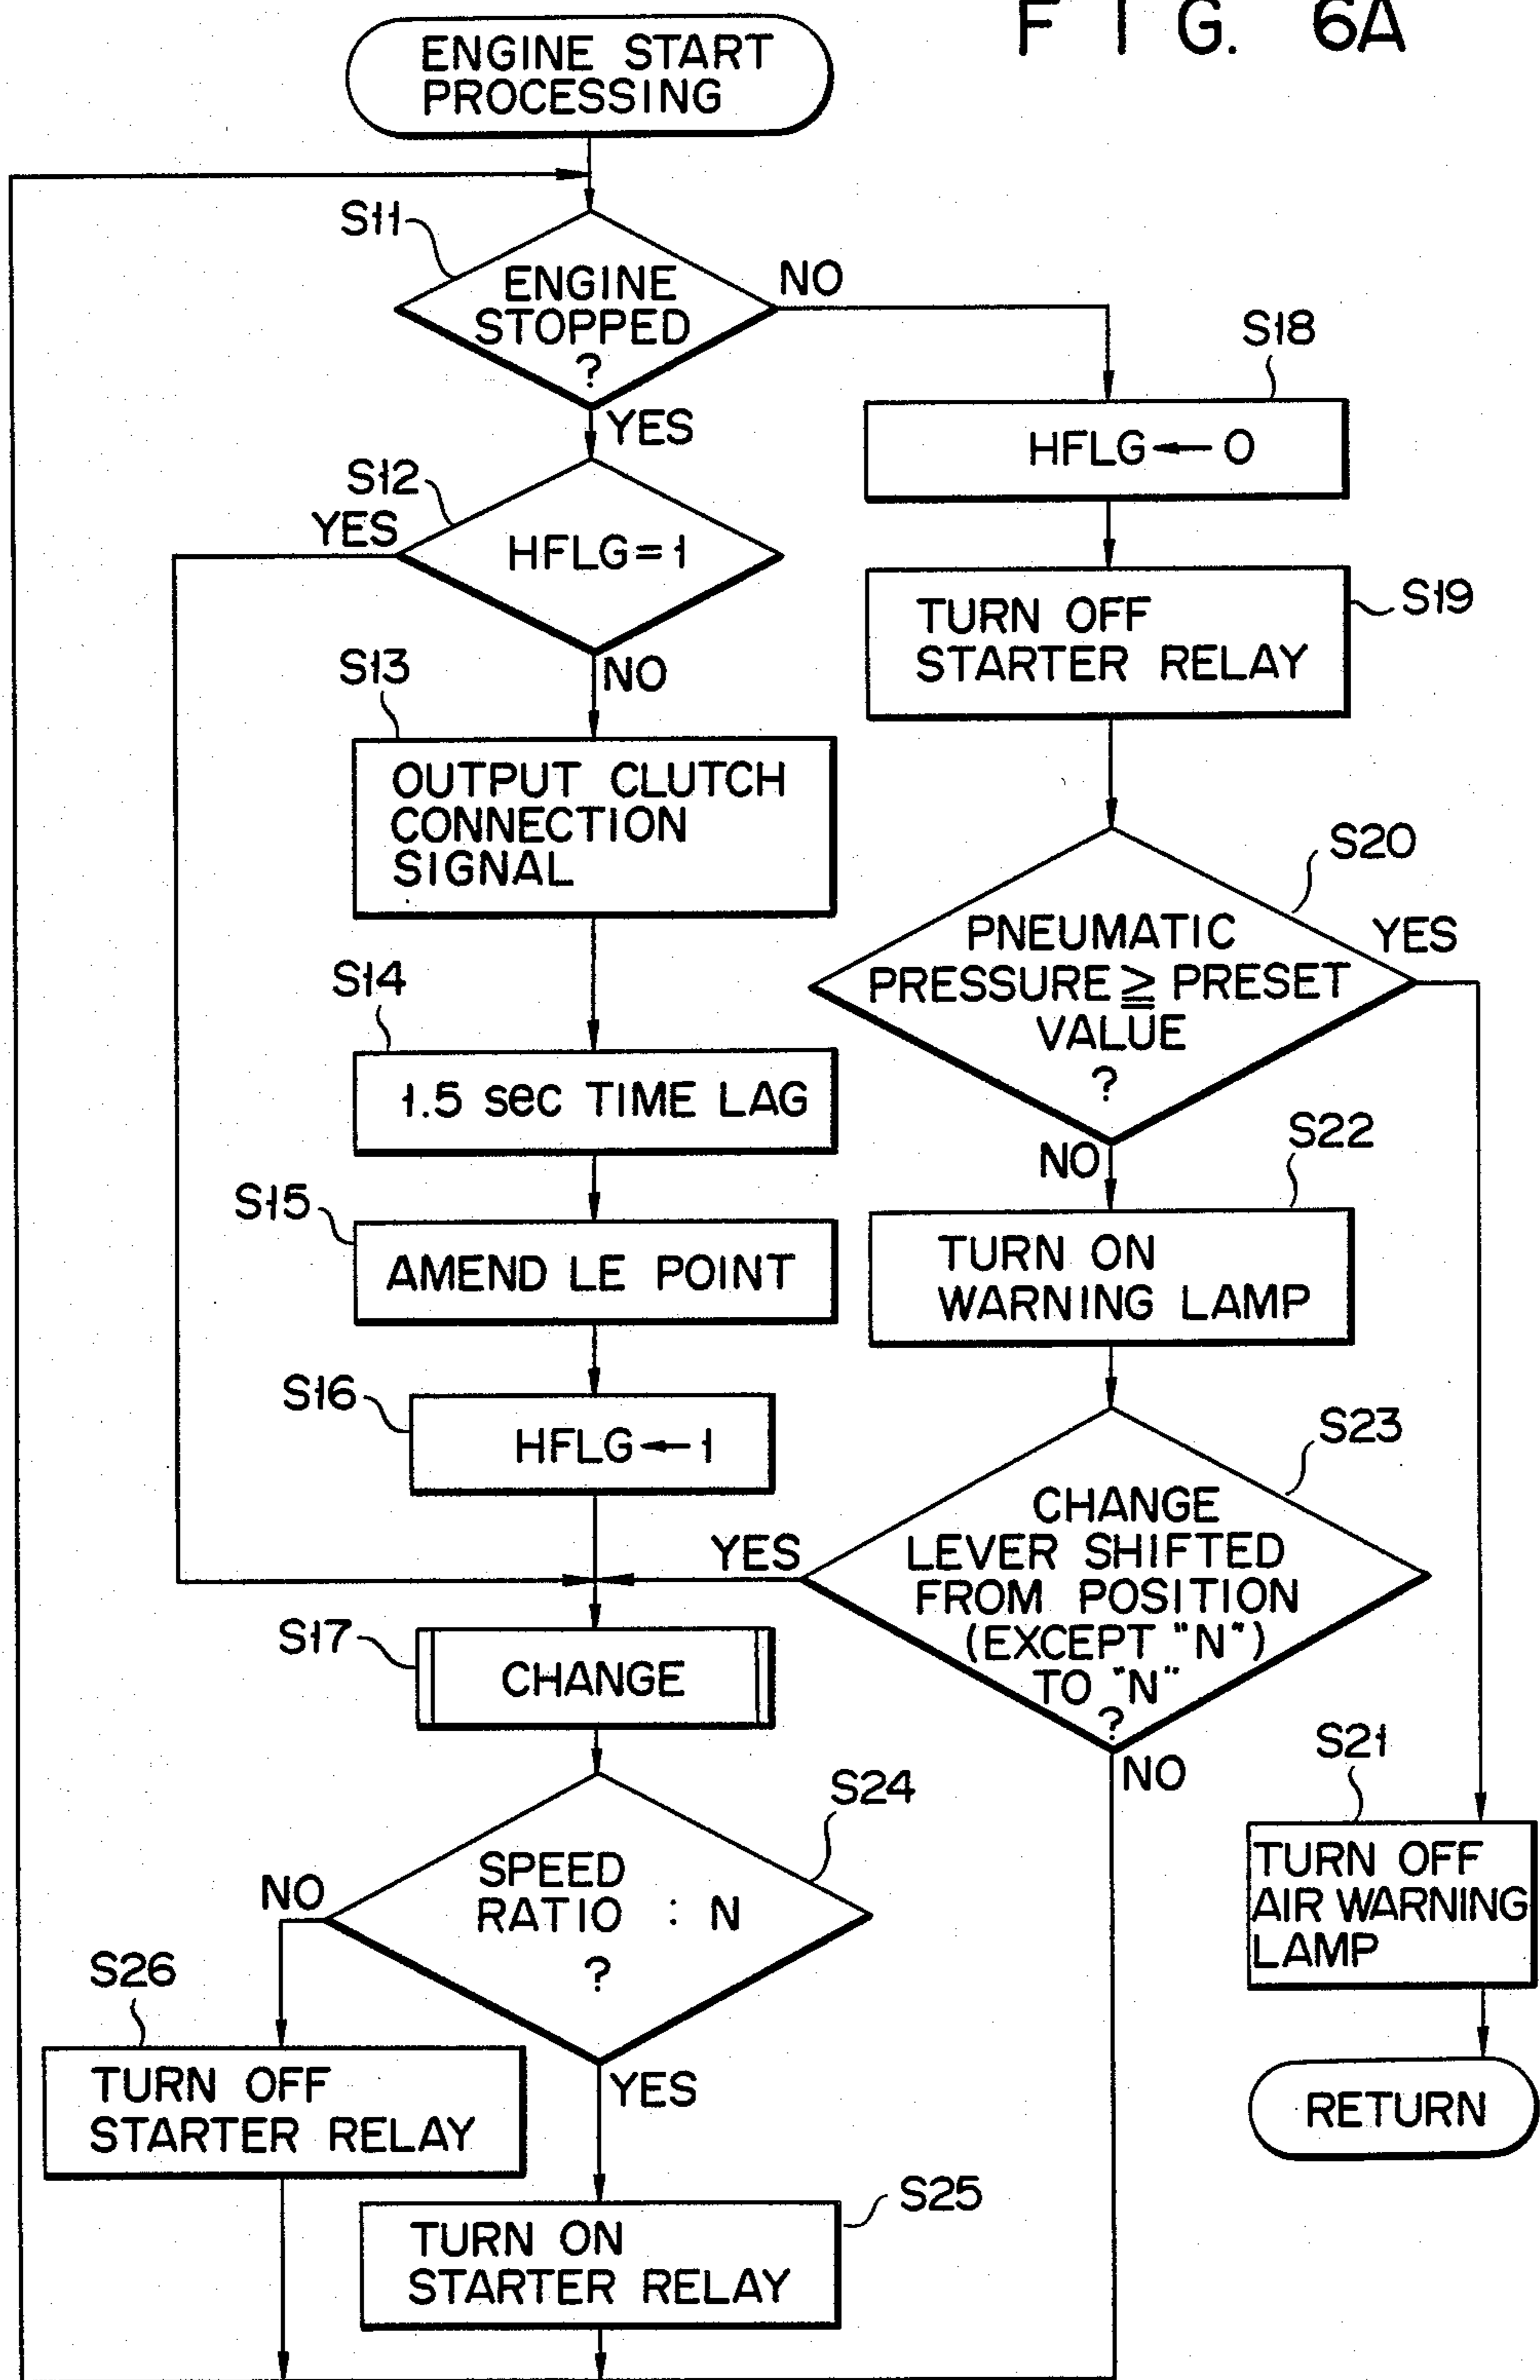 FIG. 6A
ENGINE START
PROCESSING
S11
ENGINE
STOPPED
?
NO
YES
S12
YES
HFLG=1
NO
S13
OUTPUT CLUTCH
CONNECTION
SIGNAL
S14
1.5 sec TIME LAG
S15
AMEND LE POINT
S16
HFLG←1
S17
CHANGE
S24
SPEED
RATIO : N
?
NO
YES
S26
TURN OFF
STARTER RELAY
S25
TURN ON
STARTER RELAY
S18
HFLG←0
S19
TURN OFF
STARTER RELAY
S20
PNEUMATIC
PRESSURE≧PRESET
VALUE
?
YES
NO
S22
TURN ON
WARNING LAMP
S23
CHANGE
LEVER SHIFTED
FROM POSITION
(EXCEPT "N")
TO "N"
?
YES
NO
S21
TURN OFF
AIR WARNING
LAMP
RETURN